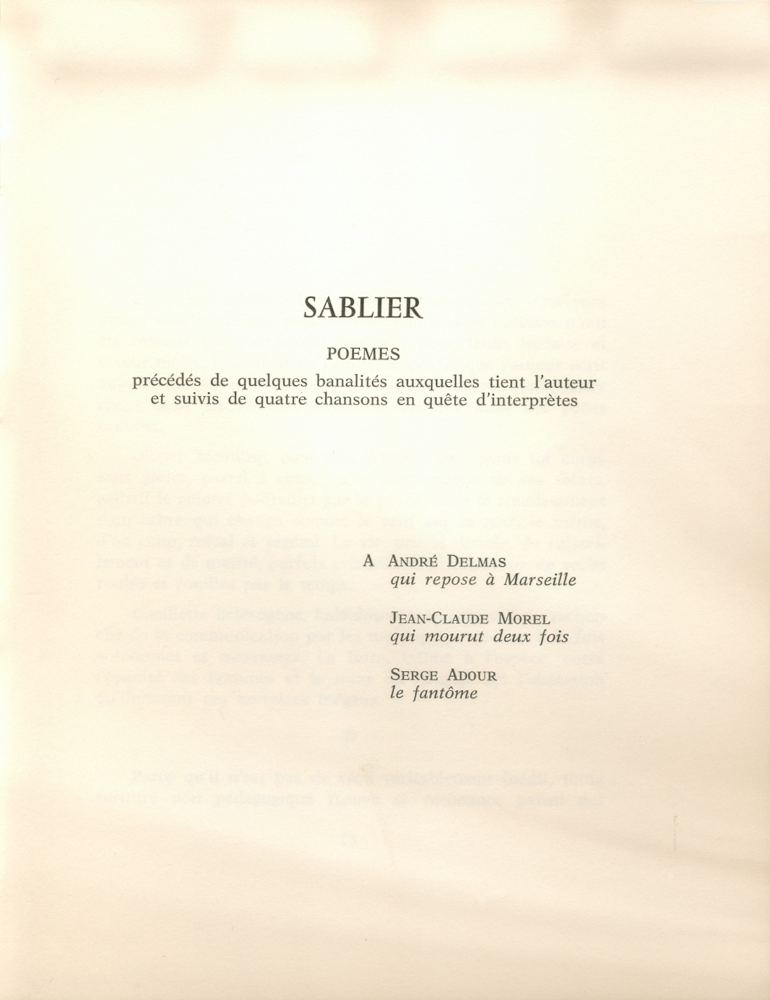 SABLIER
POEMES
précédés de quelques banalités auxquelles tient l'auteur
et suivis de quatre chansons en quête d'interprètes
A ANDRÉ DELMAS
qui repose à Marseille
JEAN-CLAUDE MOREL
qui mourut deux fois
SERGE ADOUR
le fantôme